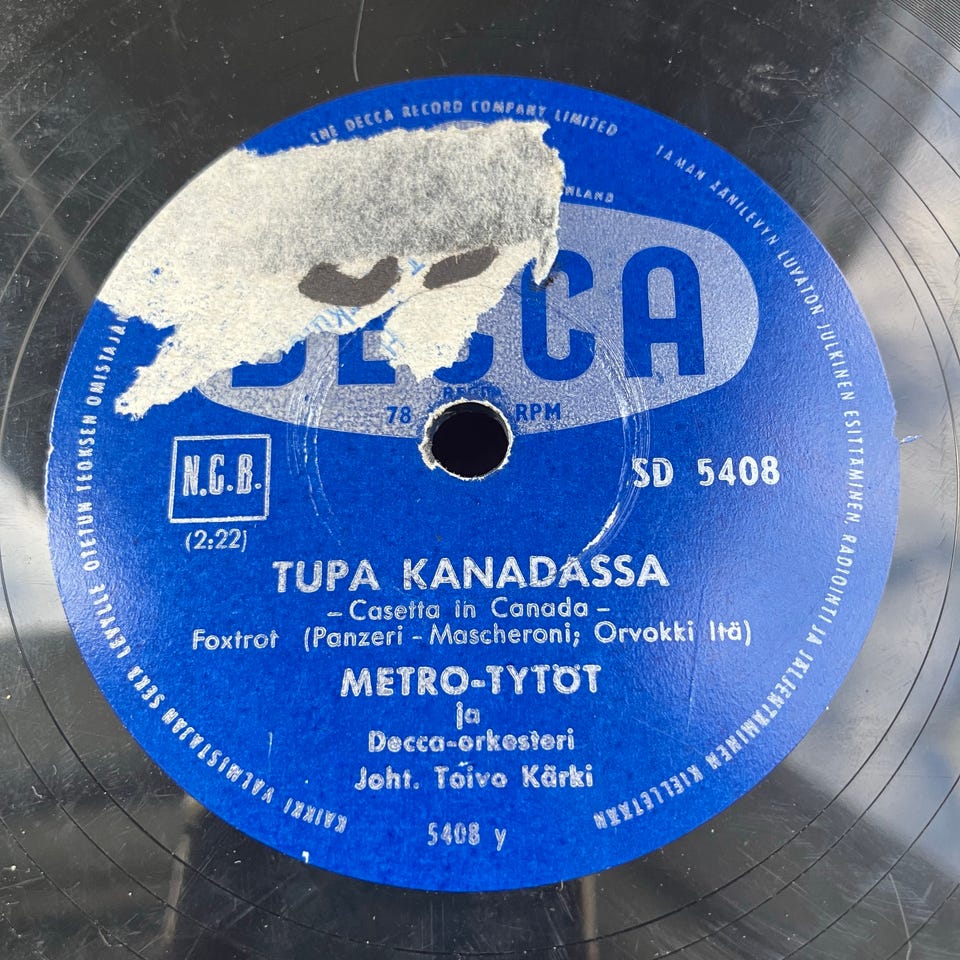 THE DECCA RECORD COMPANY LIMITED
TÄMÄN ÄÄNILEVYN LUVATON JULKINEN ESITTÄMINEN, RADIOINTI JA JÄLJENTÄMINEN KIELLETÄÄN
KAIKKI VALMISTAJAN SEKÄ LEVYLLE OTETUN TEOKSEN OMISTAJA
DECCA
78 RPM
N.C.B.
SD 5408
(2:22)
TUPA KANADASSA
- Casetta in Canada -
Foxtrot (Panzeri - Mascheroni; Orvokki Itä)
METRO-TYTÖT
ja
Decca-orkesteri
Joht. Toivo Kärki
5408 y